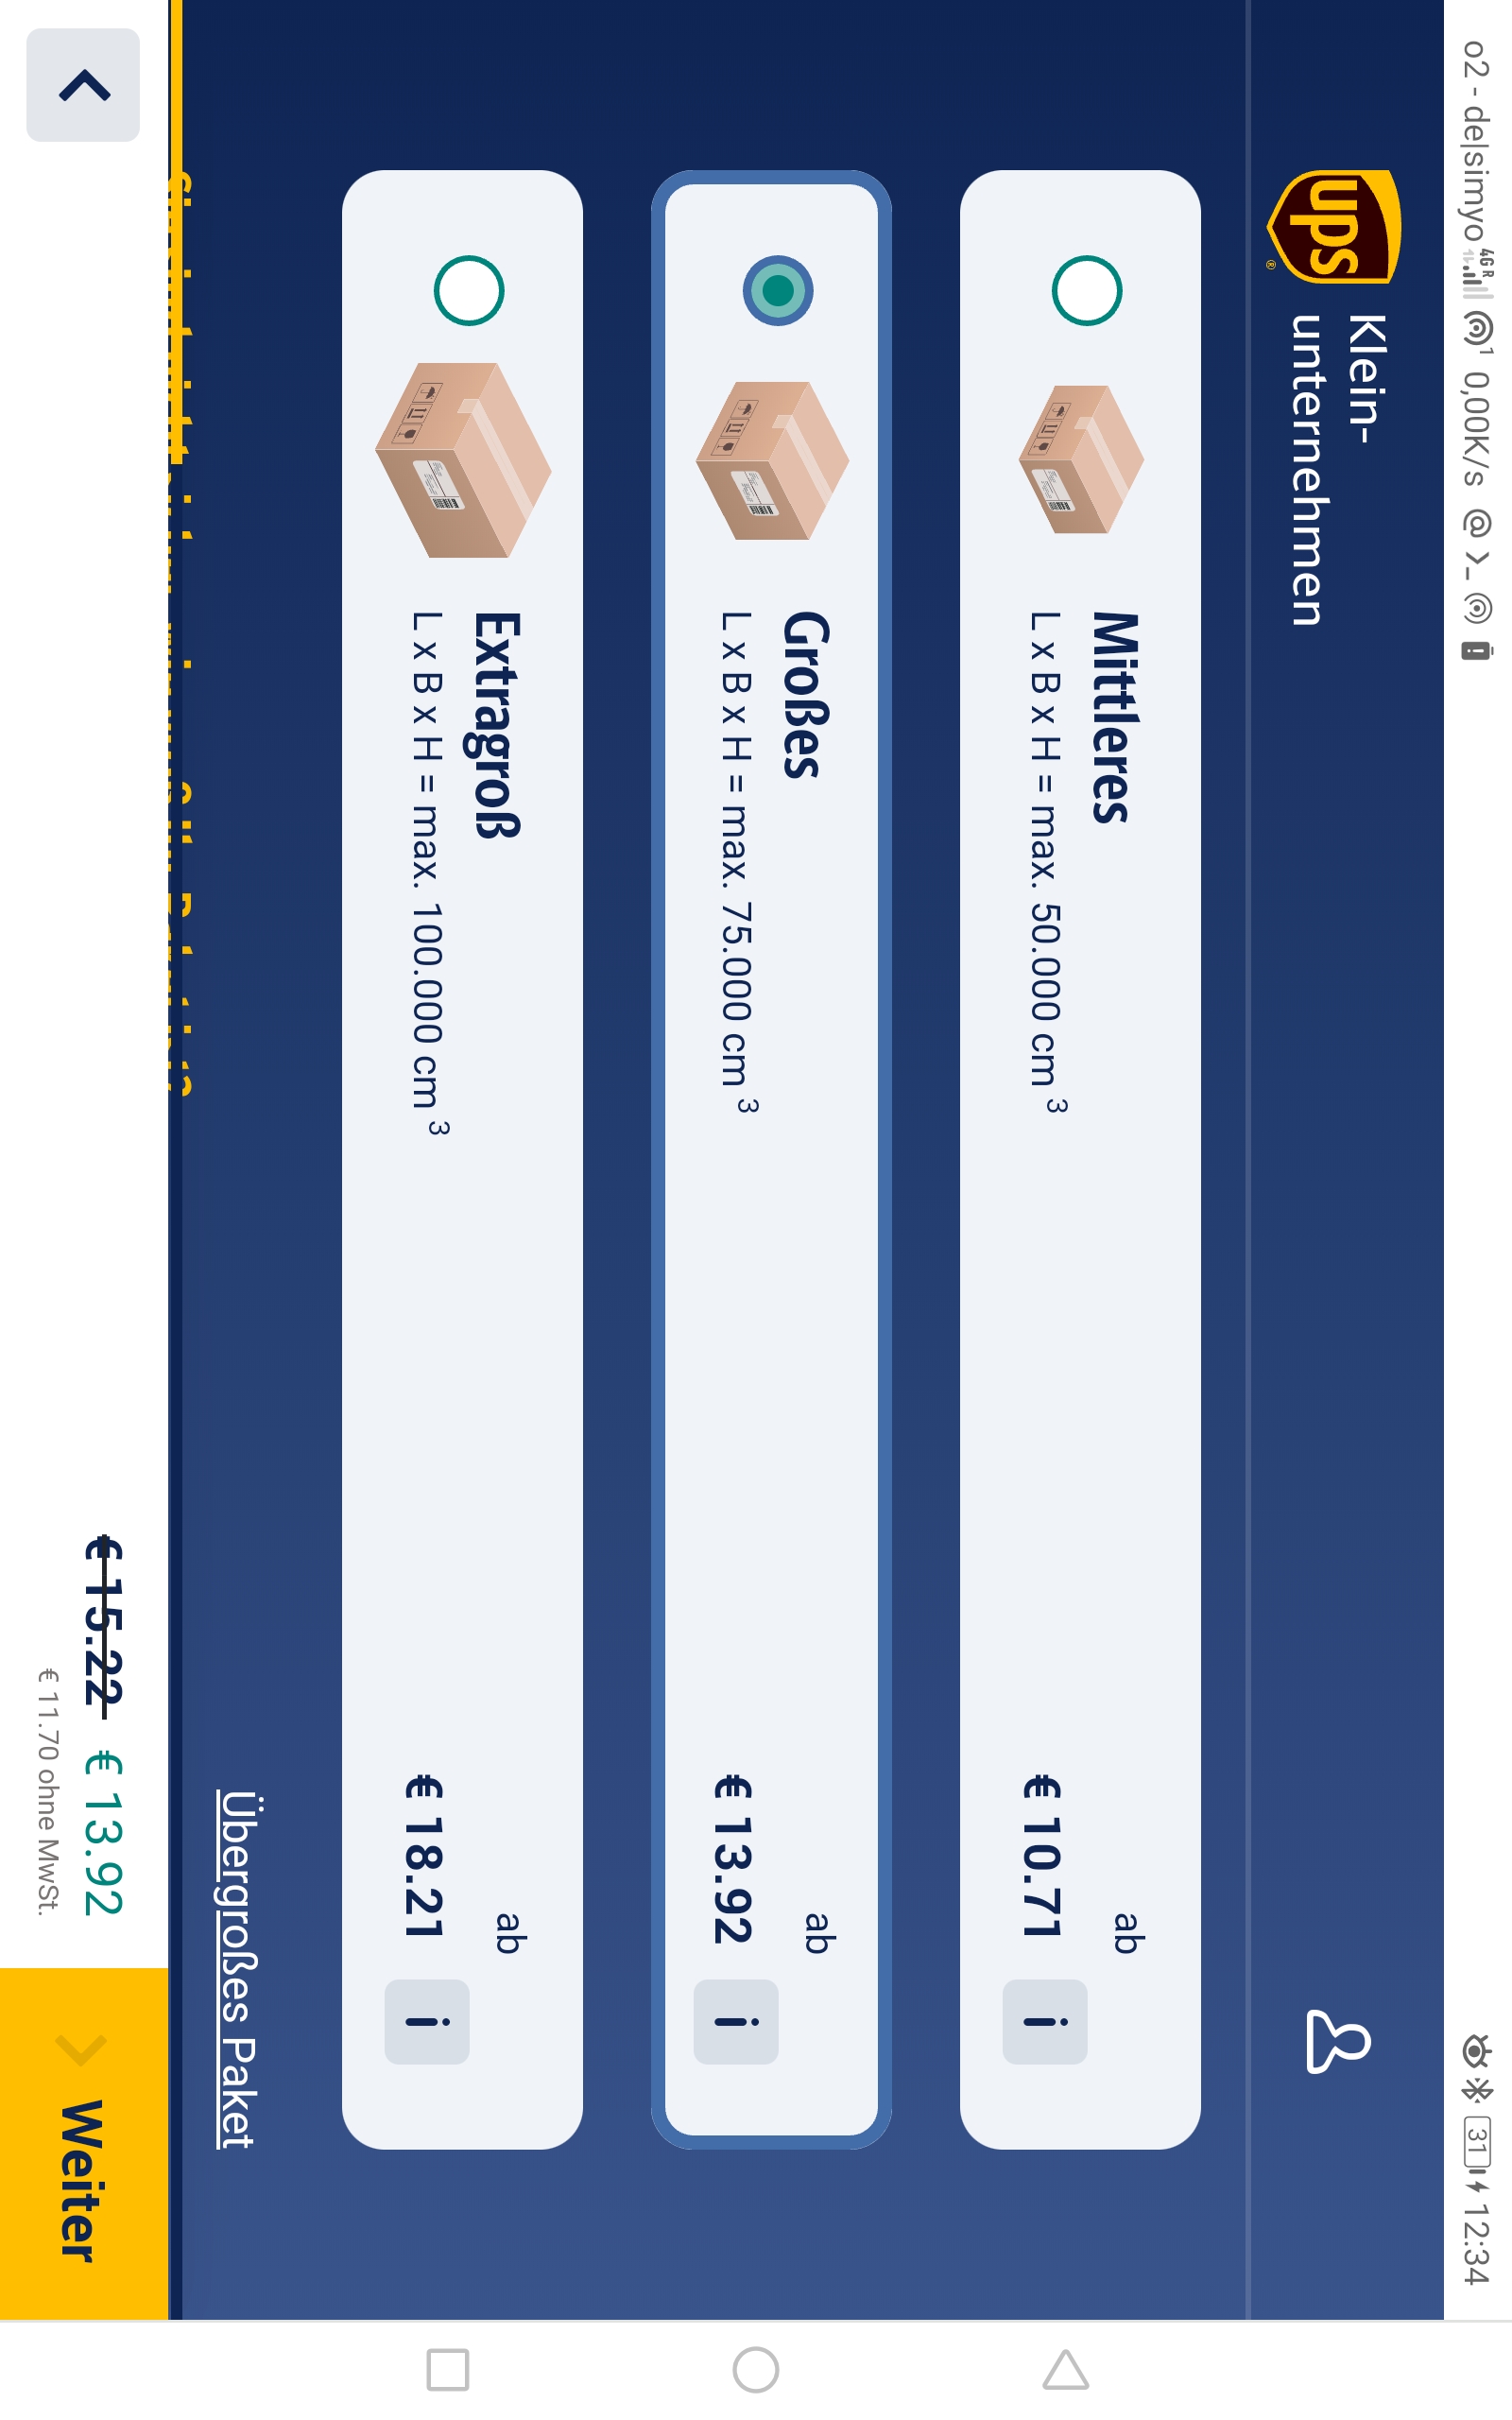 o2 - de|simyo 4G R 1 0,00K/s @ 31 12:34
ups
Klein-
unternehmen
Mittleres
L x B x H = max. 50.000 cm 3
ab
€ 10.71
i
Großes
L x B x H = max. 75.000 cm 3
ab
€ 13.92
i
Extragroß
L x B x H = max. 100.000 cm 3
ab
€ 18.21
i
Übergroßes Paket
€ 15.22 € 13.92
€ 11.70 ohne MwSt.
Weiter